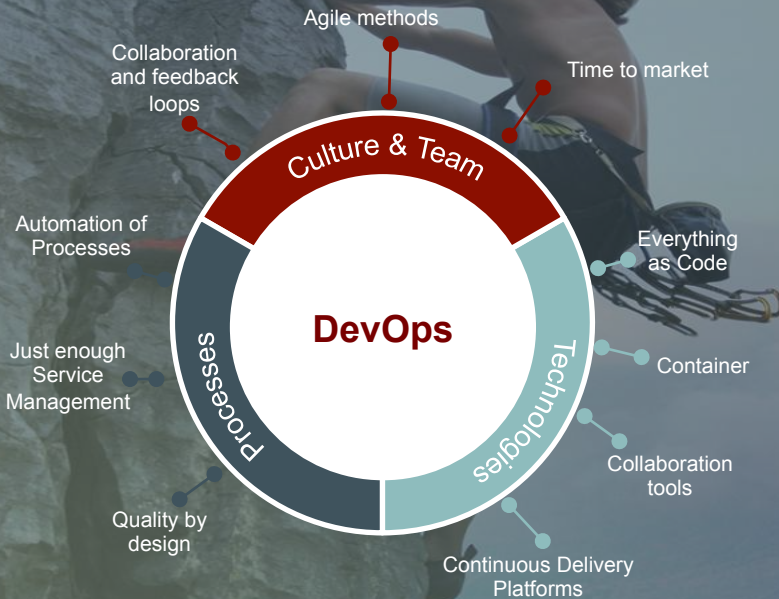 Agile methods
Collaboration
and feedback
loops
Time to market
Culture & Team
Automation of
Processes
Everything
as Code
DevOps
Just enough
Service
Management
Processes
Technologies
Container
Collaboration
tools
Quality by
design
Continuous Delivery
Platforms